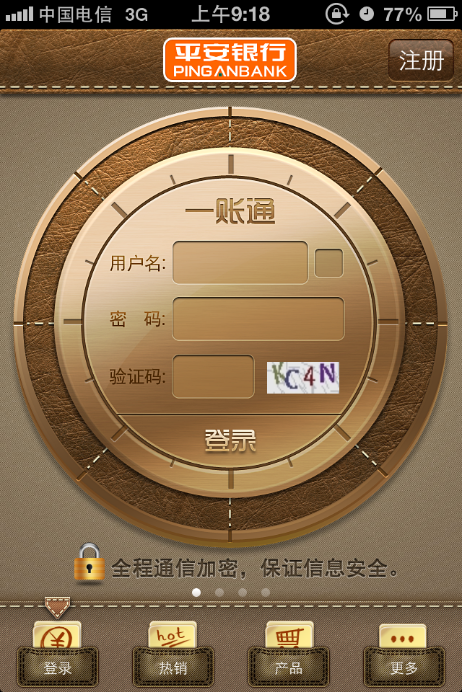 中国电信 3G 上午9:18 77%
平安银行
PINGANBANK
注册
一账通
用户名:
密 码:
验证码: KC4N
登录
全程通信加密，保证信息安全。
¥ hot ...
登录 热销 产品 更多